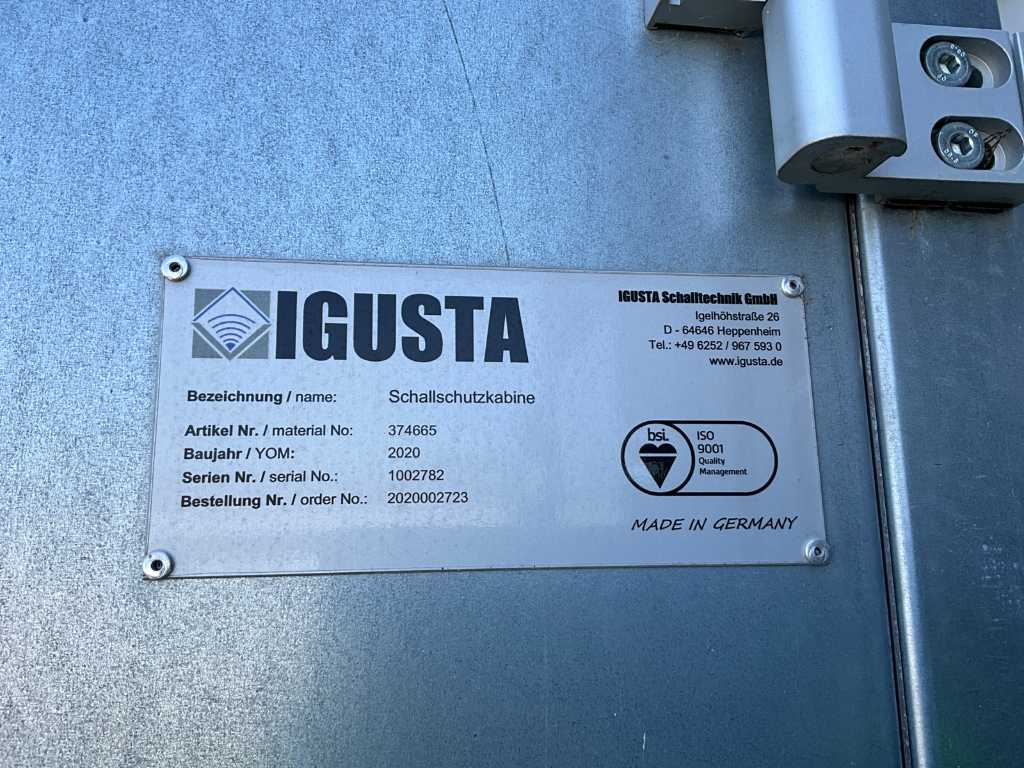 IGUSTA
IGUSTA Schalltechnik GmbH
Igelhöhstraße 26
D - 64646 Heppenheim
Tel.: +49 6252 / 967 593 0
www.igusta.de
Bezeichnung / name: Schallschutzkabine
Artikel Nr. / material No: 374665
Baujahr / YOM: 2020
Serien Nr. / serial No.: 1002782
Bestellung Nr. / order No.: 2020002723
bsi.
ISO
9001
Quality
Management
MADE IN GERMANY